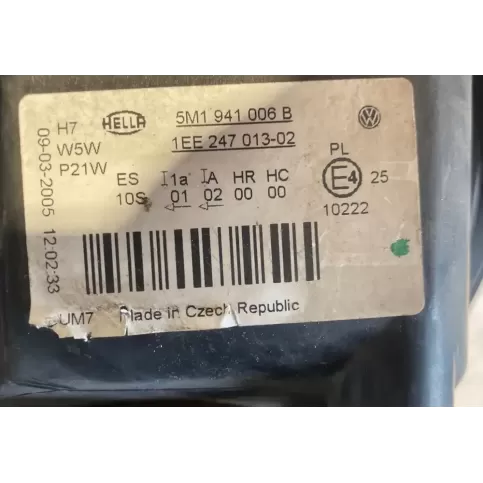 H7 HELLA 5M1 941 006 B
W5W 1EE 247 013-02
P21W PL
ES I1a IA HR HC E4 25
10S 01 02 00 00 10222
09-03-2005 12:02:33
UM7 Made in Czech Republic